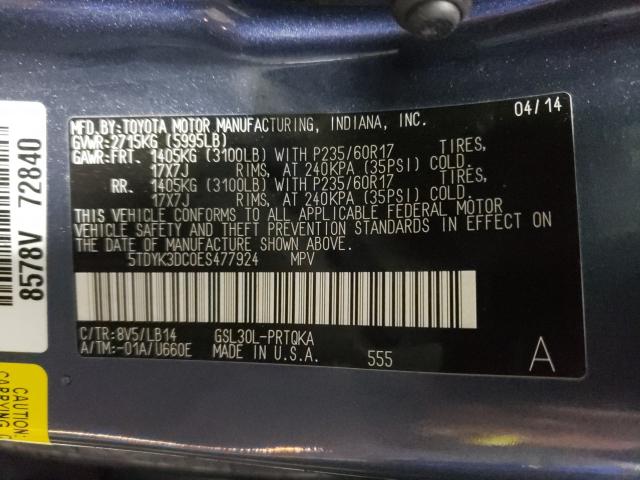 04/14
MFD.BY:TOYOTA MOTOR MANUFACTURING, INDIANA, INC.
GVWR:2715KG (5995LB)
GAWR:FRT. 1405KG (3100LB) WITH P235/60R17 TIRES,
17X7J RIMS, AT 240KPA (35PSI) COLD.
RR. 1405KG (3100LB) WITH P235/60R17 TIRES,
17X7J RIMS, AT 240KPA (35PSI) COLD.
THIS VEHICLE CONFORMS TO ALL APPLICABLE FEDERAL MOTOR
VEHICLE SAFETY AND THEFT PREVENTION STANDARDS IN EFFECT
ON THE DATE OF MANUFACTURE SHOWN ABOVE.
5TDYK3DC0ES477924 MPV
C/TR:8V5/LB14 GSL30L-PRTQKA
A/TM:-01A/U660E MADE IN U.S.A. 555 A
8578V 72840
CAUTION:
CARRYING